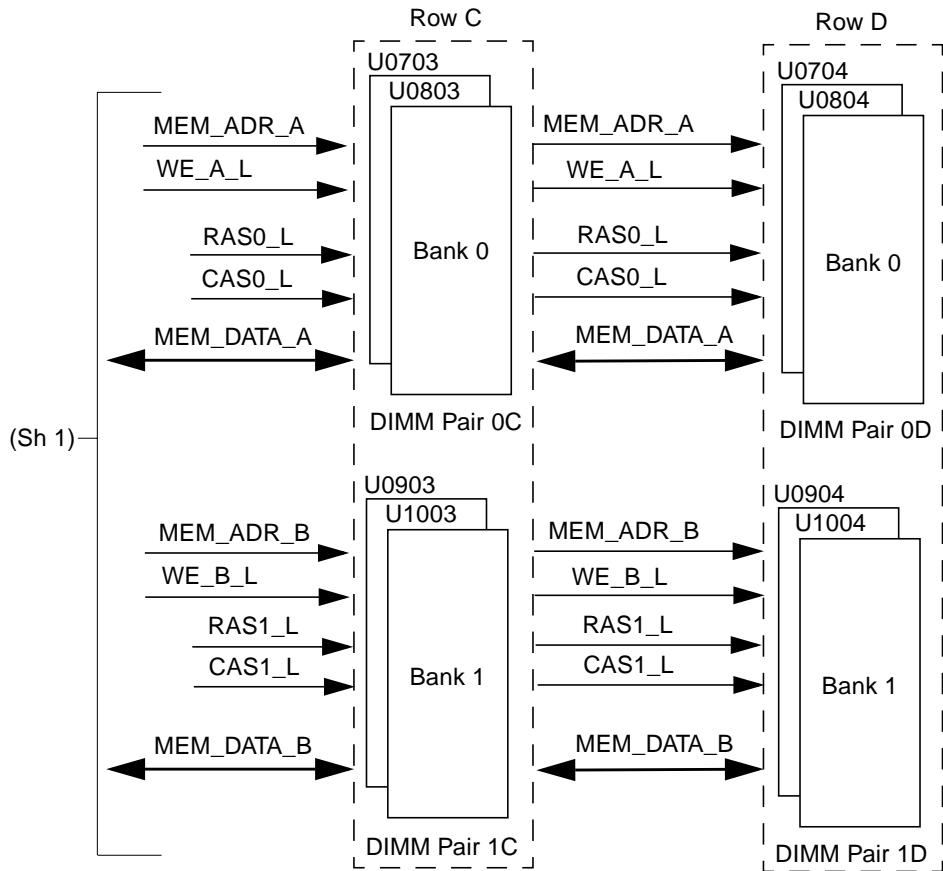 Row C
Row D
U0703
U0803
U0704
U0804
MEM_ADR_A
MEM_ADR_A
WE_A_L
WE_A_L
RAS0_L
RAS0_L
Bank 0
Bank 0
CAS0_L
CAS0_L
MEM_DATA_A
MEM_DATA_A
DIMM Pair 0C
DIMM Pair 0D
(Sh 1)
U0903
U1003
U0904
U1004
MEM_ADR_B
MEM_ADR_B
WE_B_L
WE_B_L
RAS1_L
RAS1_L
CAS1_L
CAS1_L
Bank 1
Bank 1
MEM_DATA_B
MEM_DATA_B
DIMM Pair 1C
DIMM Pair 1D